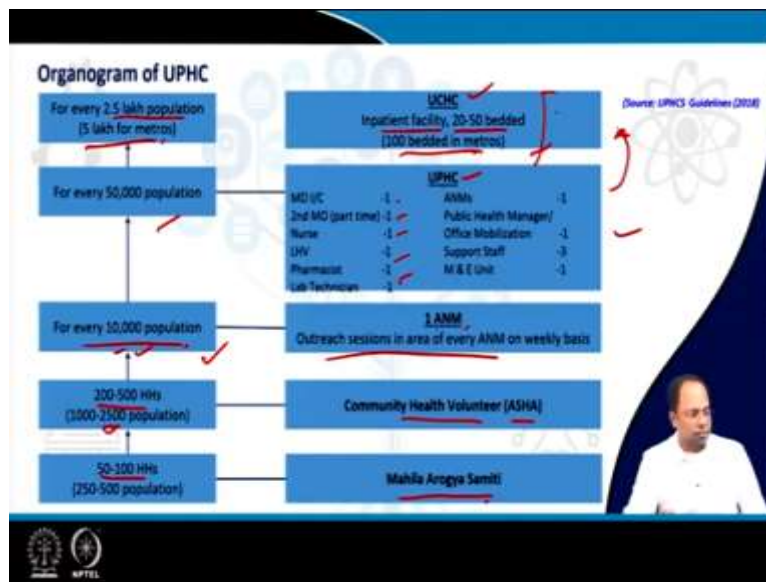 Organogram of UPHC
For every 2.5 lakh population
(5 lakh for metros)
UCHC
Inpatient facility, 20-50 bedded
(100 bedded in metros)
(Source: UPHCS Guidelines (2018)
For every 50,000 population
UPHC
MO I/C -1 ANMs -1
2nd MO (part time) -1 Public Health Manager/
Nurse -1 Office Mobilization -1
LHV -1 Support Staff -3
Pharmacist -1 M & E Unit -1
Lab Technician 1
For every 10,000 population
1 ANM
Outreach sessions in area of every ANM on weekly basis
200-500 HHs
(1000-2500 population)
Community Health Volunteer (ASHA)
50-100 HHs
(250-500 population)
Mahila Arogya Samiti
NPTEL